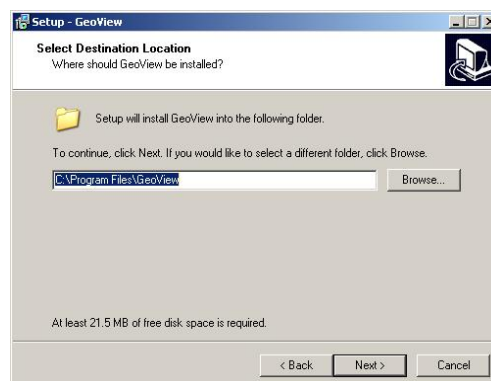 Setup - GeoView
Select Destination Location
Where should GeoView be installed?
Setup will install GeoView into the following folder.
To continue, click Next. If you would like to select a different folder, click Browse.
C:\Program Files\GeoView
Browse...
At least 21.5 MB of free disk space is required.
< Back
Next >
Cancel